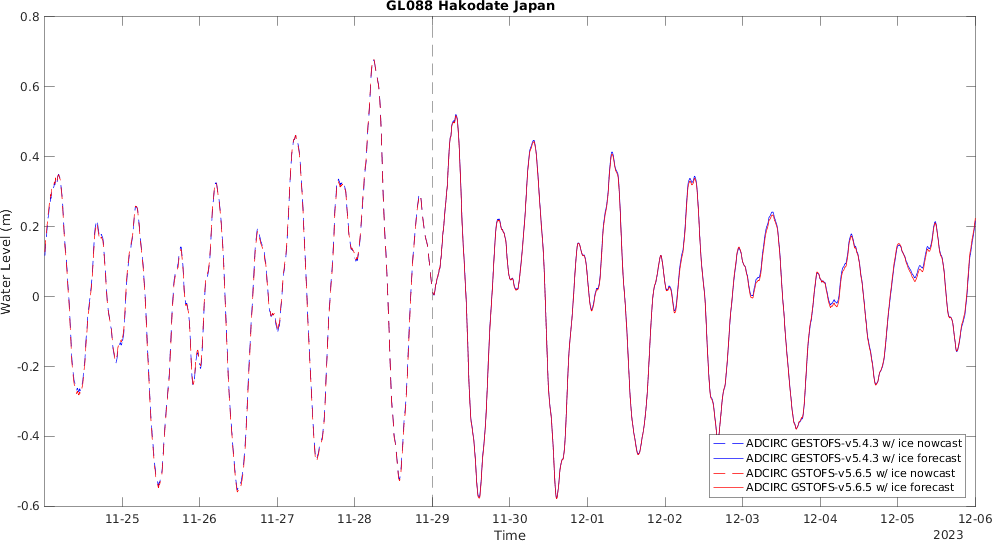 GL088 Hakodate Japan
Water Level (m)
0.8
0.6
0.4
0.2
0
-0.2
-0.4
-0.6
ADCIRC GESTOFS-v5.4.3 w/ ice nowcast
ADCIRC GESTOFS-v5.4.3 w/ ice forecast
ADCIRC GSTOFS-v5.6.5 w/ ice nowcast
ADCIRC GSTOFS-v5.6.5 w/ ice forecast
11-25 11-26 11-27 11-28 11-29 11-30 12-01 12-02 12-03 12-04 12-05 12-06
Time
2023